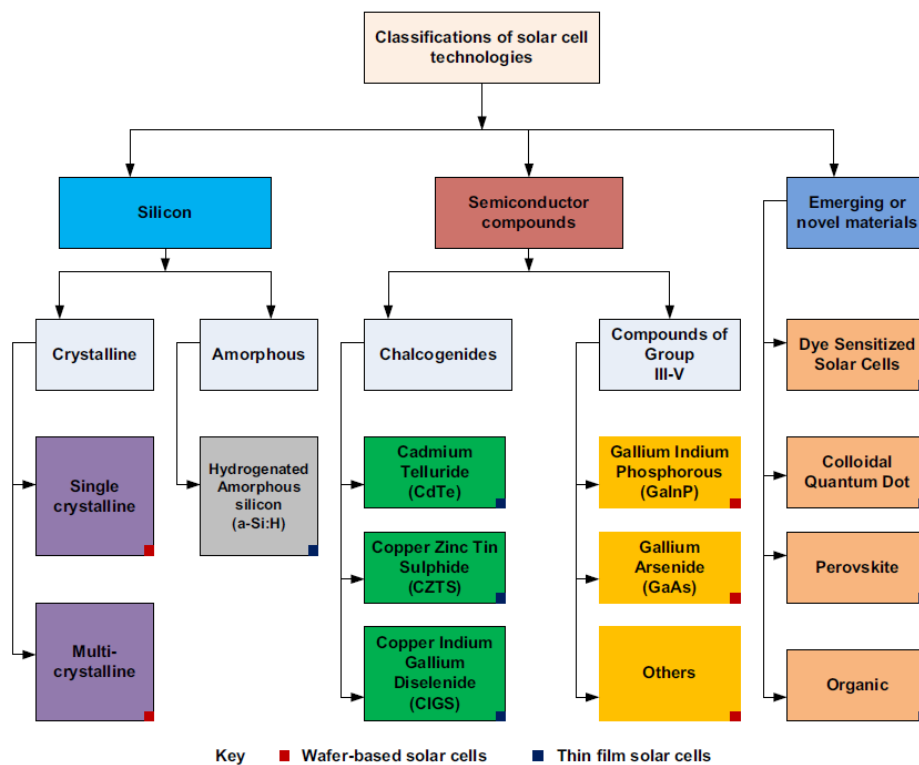 Classifications of solar cell
technologies
Silicon
Semiconductor
compounds
Emerging or
novel materials
Crystalline
Amorphous
Chalcogenides
Compounds of
Group
III-V
Dye Sensitized
Solar Cells
Single
crystalline
Hydrogenated
Amorphous
silicon
(a-Si:H)
Cadmium
Telluride
(CdTe)
Gallium Indium
Phosphorous
(GaInP)
Colloidal
Quantum Dot
Copper Zinc Tin
Sulphide
(CZTS)
Gallium
Arsenide
(GaAs)
Perovskite
Multi-
crystalline
Copper Indium
Gallium
Diselenide
(CIGS)
Others
Organic
Key
Wafer-based solar cells
Thin film solar cells